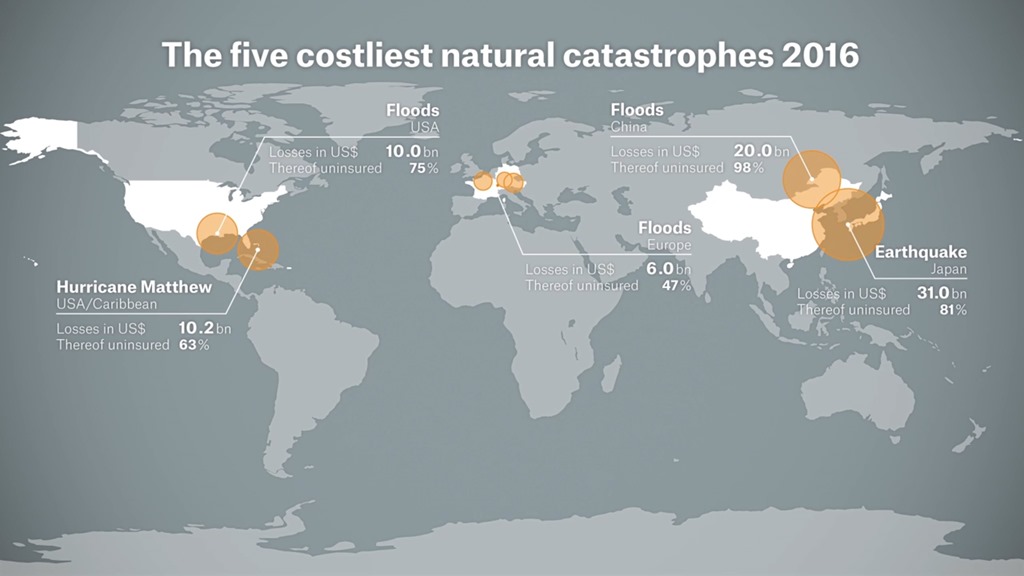 The five costliest natural catastrophes 2016
Floods
USA
Losses in US$ 10.0 bn
Thereof uninsured 75 %
Floods
China
Losses in US$ 20.0 bn
Thereof uninsured 98 %
Floods
Europe
Losses in US$ 6.0 bn
Thereof uninsured 47 %
Earthquake
Japan
Losses in US$ 31.0 bn
Thereof uninsured 81 %
Hurricane Matthew
USA/Caribbean
Losses in US$ 10.2 bn
Thereof uninsured 63 %